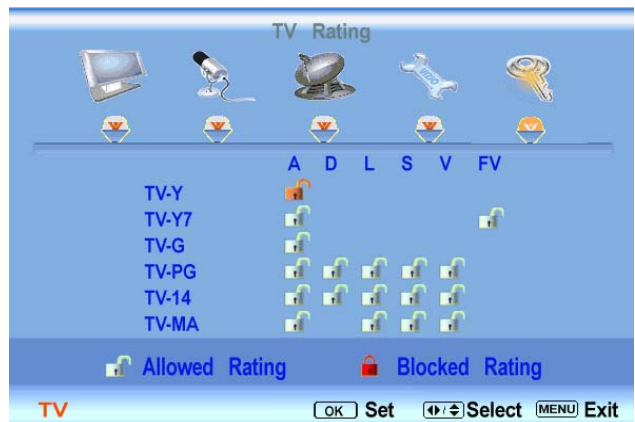 TV Rating
VIZIO
A D L S V FV
TV-Y
TV-Y7
TV-G
TV-PG
TV-14
TV-MA
Allowed Rating Blocked Rating
TV OK Set Select MENU Exit